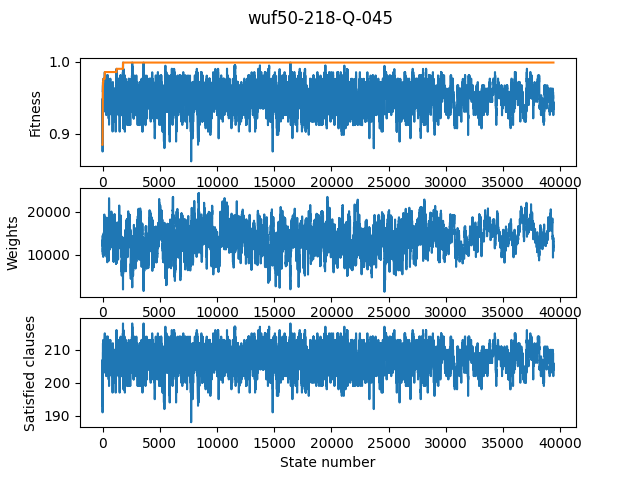 wuf50-218-Q-045
Fitness
1.0
0.9
0 5000 10000 15000 20000 25000 30000 35000 40000
Weights
20000
10000
0 5000 10000 15000 20000 25000 30000 35000 40000
Satisfied clauses
210
200
190
0 5000 10000 15000 20000 25000 30000 35000 40000
State number